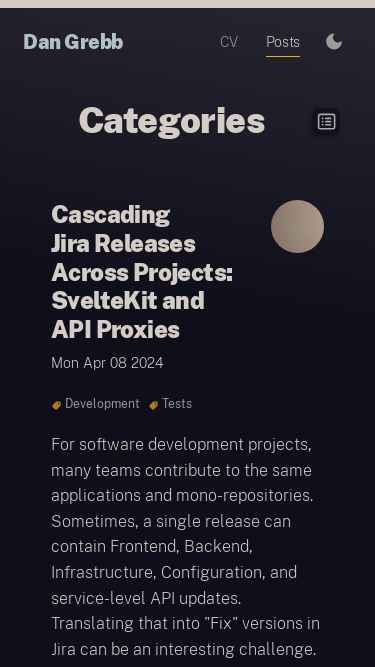 Dan Grebb
CV
Posts
Categories
Cascading
Jira Releases
Across Projects:
SvelteKit and
API Proxies
Mon Apr 08 2024
Development
Tests
For software development projects,
many teams contribute to the same
applications and mono-repositories.
Sometimes, a single release can
contain Frontend, Backend,
Infrastructure, Configuration, and
service-level API updates.
Translating that into "Fix" versions in
Jira can be an interesting challenge.